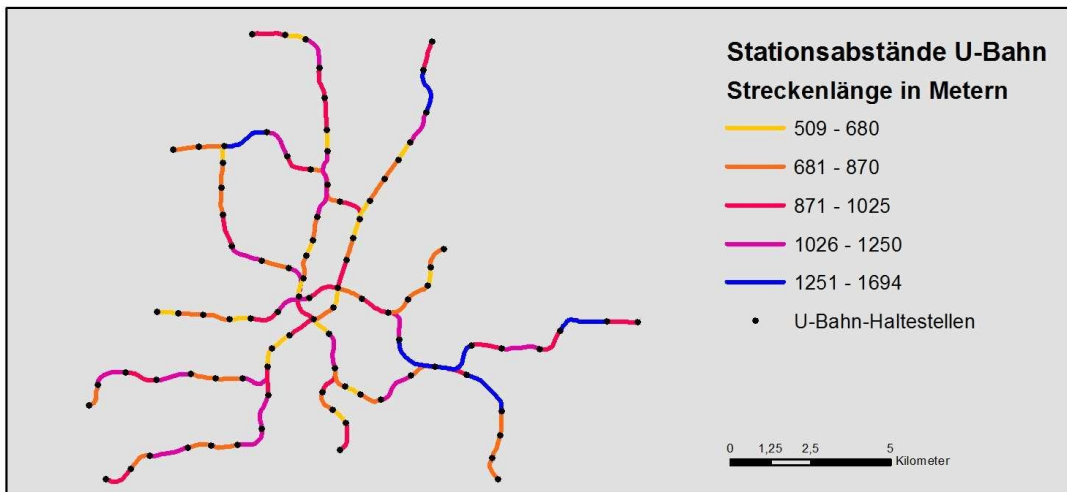 Stationsabstände U-Bahn
Streckenlänge in Metern
509 - 680
681 - 870
871 - 1025
1026 - 1250
1251 - 1694
U-Bahn-Haltestellen
0 1,25 2,5 5
Kilometer